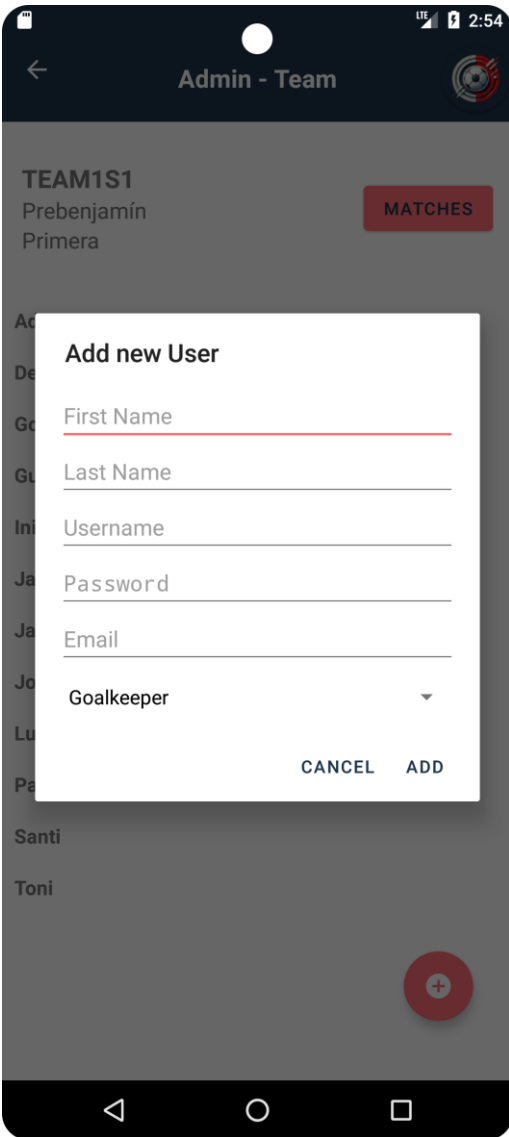 LTE 2:54
Admin - Team
TEAM1S1
Prebenjamín
MATCHES
Primera
Add new User
First Name
Last Name
Username
Password
Email
Goalkeeper
CANCEL ADD
Santi
Toni